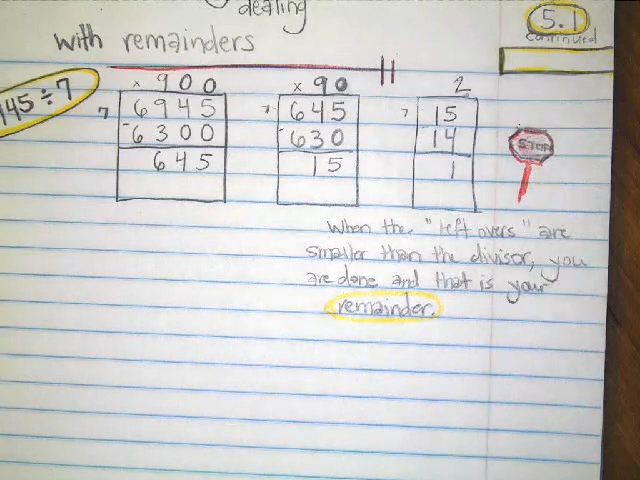 dealing
5.1
continued
with remainders
945 ÷ 7
x 900
x 90
2
7 6945
7 645
7 15
-6300
-630
14
STOP
645
15
1
When the "left overs" are
smaller than the divisor, you
are done and that is your
remainder.